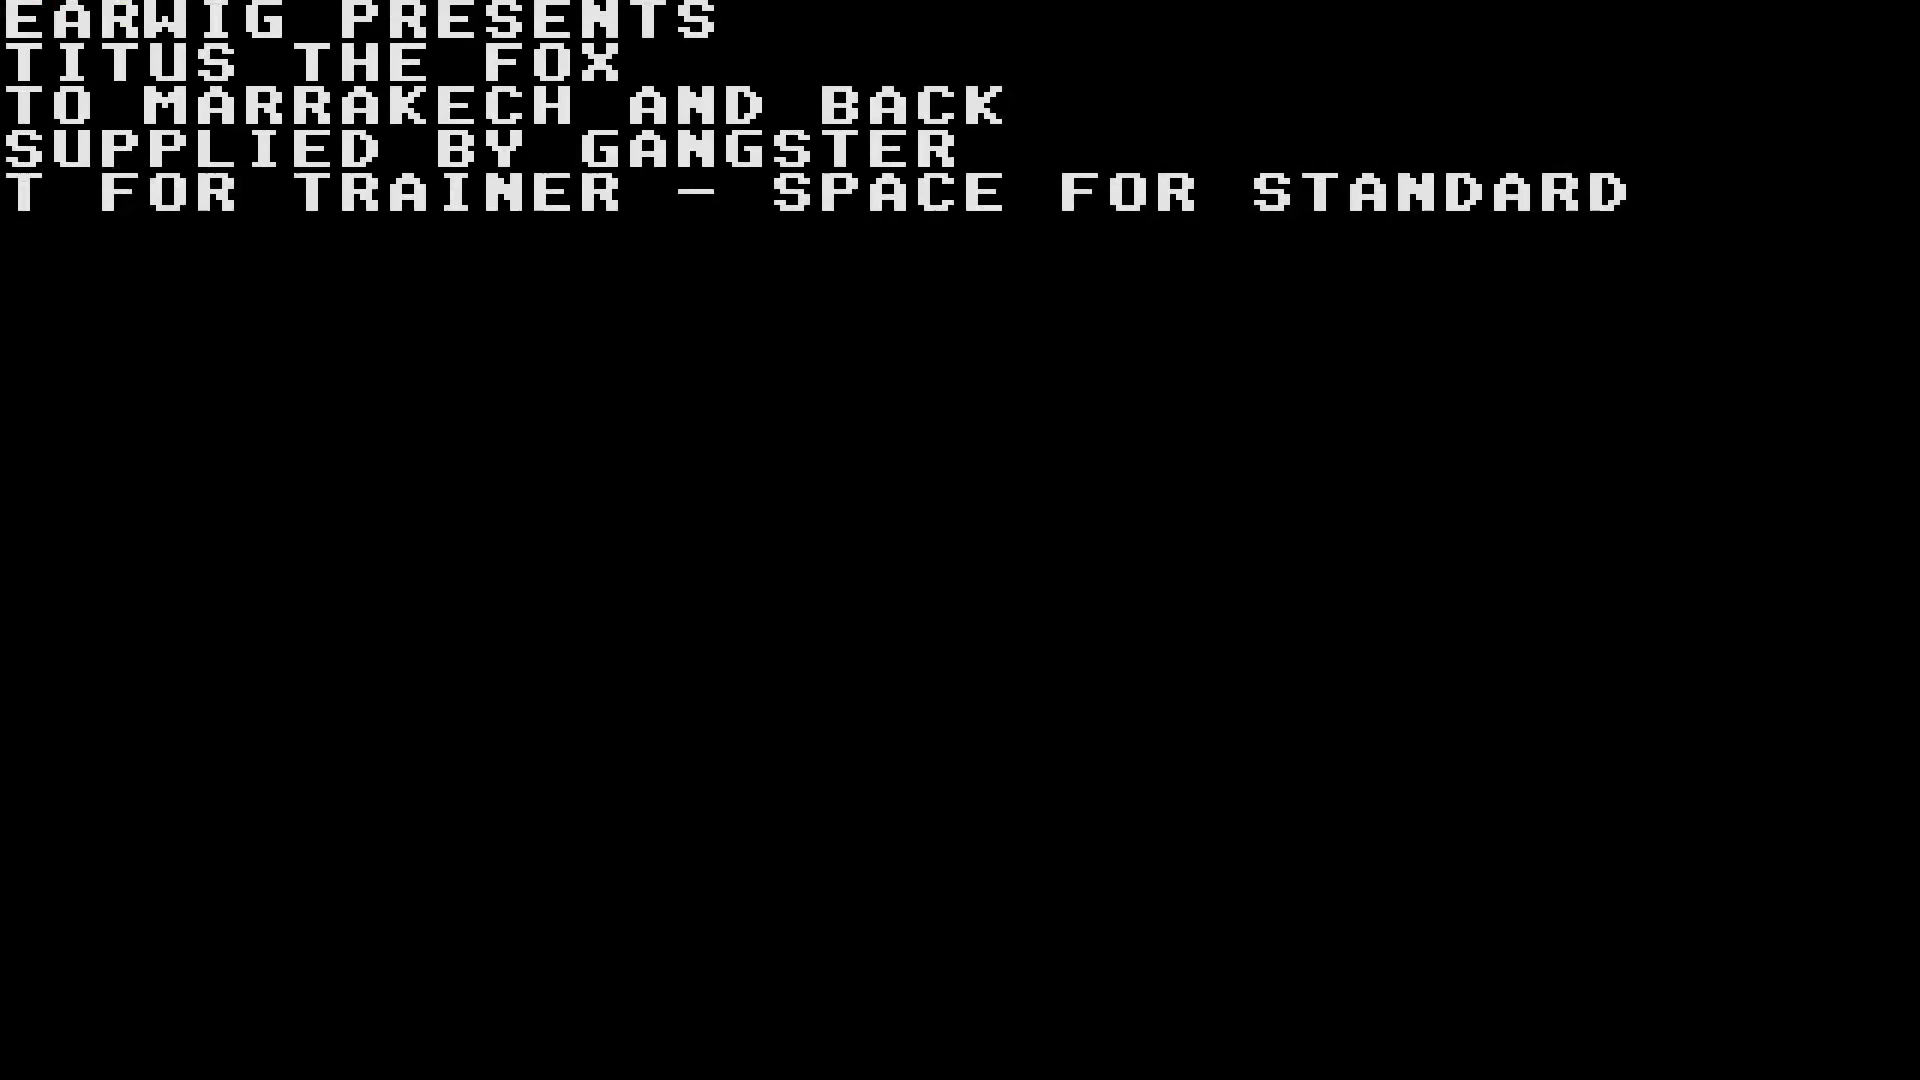 EARWIG PRESENTS
TITUS THE FOX
TO MARRAKECH AND BACK
SUPPLIED BY GANGSTER
T FOR TRAINER - SPACE FOR STANDARD